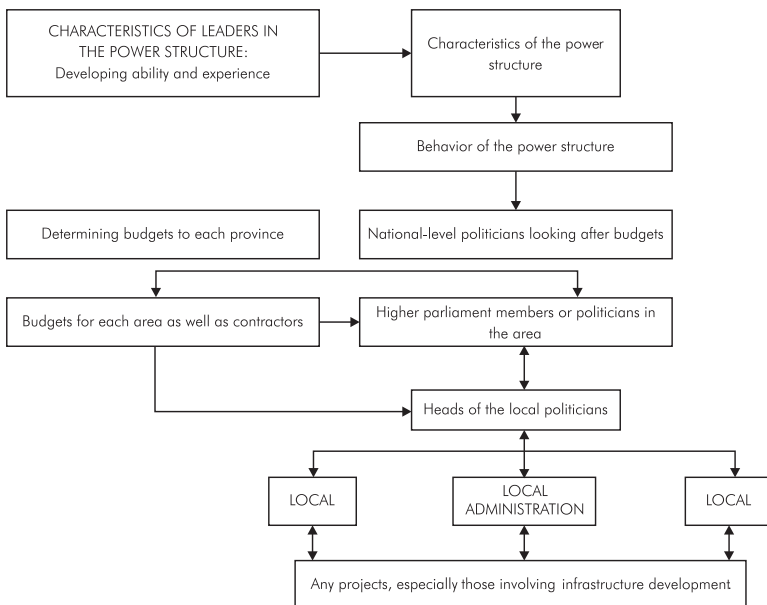 CHARACTERISTICS OF LEADERS IN
THE POWER STRUCTURE:
Developing ability and experience
Characteristics of the power
structure
Behavior of the power structure
Determining budgets to each province
National-level politicians looking after budgets
Budgets for each area as well as contractors
Higher parliament members or politicians in
the area
Heads of the local politicians
LOCAL
LOCAL
ADMINISTRATION
LOCAL
Any projects, especially those involving infrastructure development